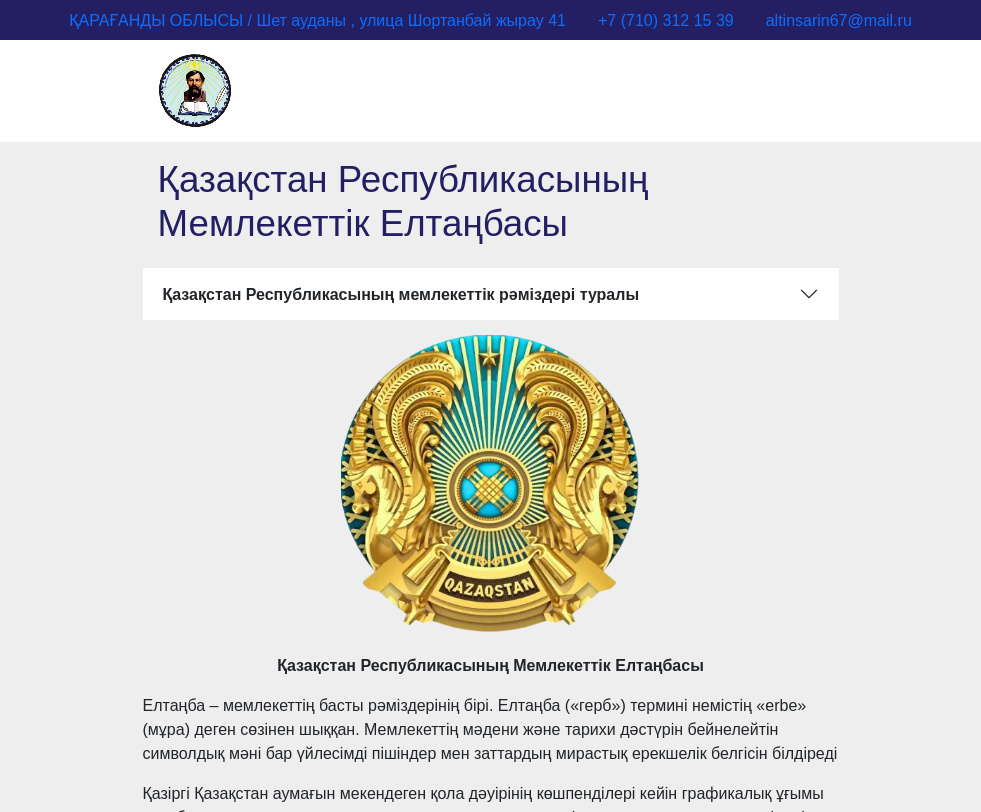 ҚАРАҒАНДЫ ОБЛЫСЫ / Шет ауданы , улица Шортанбай жырау 41 +7 (710) 312 15 39 altinsarin67@mail.ru
Қазақстан Республикасының
Мемлекеттік Елтаңбасы
Қазақстан Республикасының мемлекеттік рәміздері туралы
QAZAQSTAN
Қазақстан Республикасының Мемлекеттік Елтаңбасы
Елтаңба – мемлекеттің басты рәміздерінің бірі. Елтаңба («герб») термині немістің «erbe»
(мұра) деген сөзінен шыққан. Мемлекеттің мәдени және тарихи дәстүрін бейнелейтін
символдық мәні бар үйлесімді пішіндер мен заттардың мирастық ерекшелік белгісін білдіреді
Қазіргі Қазақстан аумағын мекендеген қола дәуірінің көшпенділері кейін графикалық ұғымы